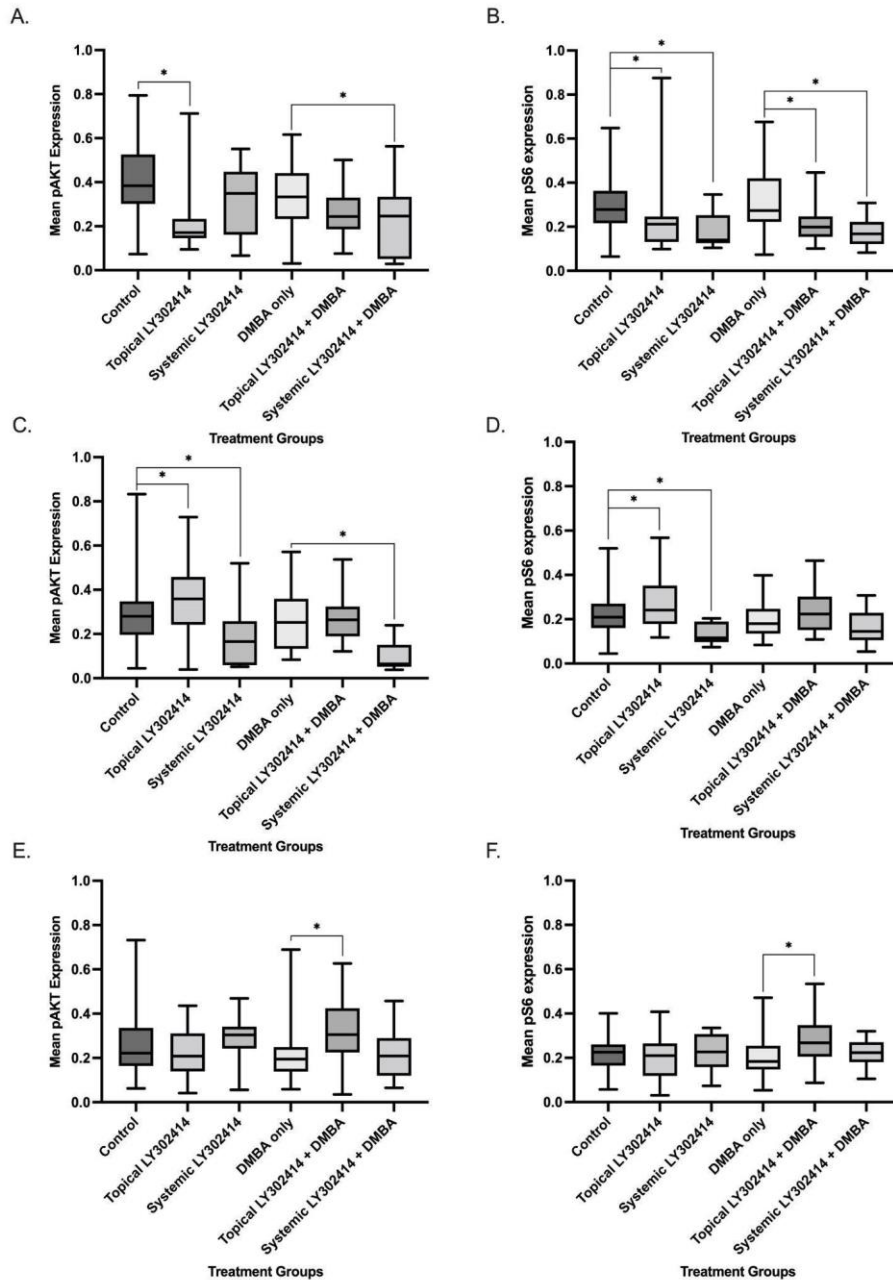 A.
1.0
0.8
0.6
0.4
0.2
0.0
Mean pAKT Expression
*
*
Control
Topical LY302414
Systemic LY302414
DMBA only
Topical LY302414 + DMBA
Systemic LY302414 + DMBA
Treatment Groups
B.
1.0
0.8
0.6
0.4
0.2
0.0
Mean pS6 expression
*
*
*
*
Control
Topical LY302414
Systemic LY302414
DMBA only
Topical LY302414 + DMBA
Systemic LY302414 + DMBA
Treatment Groups
C.
1.0
0.8
0.6
0.4
0.2
0.0
Mean pAKT Expression
*
*
*
Control
Topical LY302414
Systemic LY302414
DMBA only
Topical LY302414 + DMBA
Systemic LY302414 + DMBA
Treatment Groups
D.
1.0
0.8
0.6
0.4
0.2
0.0
Mean pS6 expression
*
*
Control
Topical LY302414
Systemic LY302414
DMBA only
Topical LY302414 + DMBA
Systemic LY302414 + DMBA
Treatment Groups
E.
1.0
0.8
0.6
0.4
0.2
0.0
Mean pAKT Expression
*
Control
Topical LY302414
Systemic LY302414
DMBA only
Topical LY302414 + DMBA
Systemic LY302414 + DMBA
Treatment Groups
F.
1.0
0.8
0.6
0.4
0.2
0.0
Mean pS6 expression
*
Control
Topical LY302414
Systemic LY302414
DMBA only
Topical LY302414 + DMBA
Systemic LY302414 + DMBA
Treatment Groups